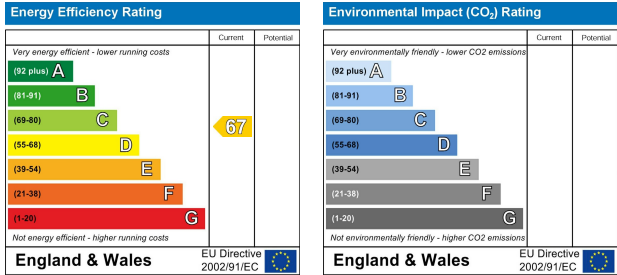 Energy Efficiency Rating
Current Potential
Very energy efficient - lower running costs
(92 plus) A
(81-91) B
(69-80) C
67
(55-68) D
(39-54) E
(21-38) F
(1-20) G
Not energy efficient - higher running costs
England & Wales
EU Directive
2002/91/EC
Environmental Impact (CO2) Rating
Current Potential
Very environmentally friendly - lower CO2 emissions
(92 plus) A
(81-91) B
(69-80) C
(55-68) D
(39-54) E
(21-38) F
(1-20) G
Not environmentally friendly - higher CO2 emissions
England & Wales
EU Directive
2002/91/EC